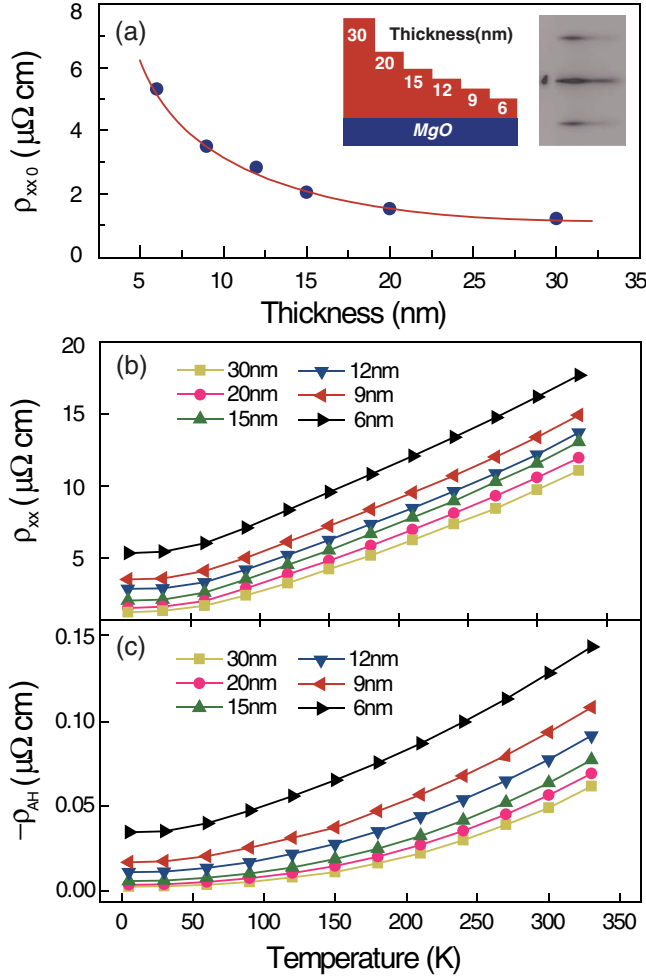 (a)
ρxx0 (μΩ cm)
8
6
4
2
0
30
20
15
12
9
6
Thickness(nm)
MgO
5 10 15 20 25 30 35
Thickness (nm)
(b)
ρxx (μΩ cm)
20
15
10
5
30nm
20nm
15nm
12nm
9nm
6nm
(c)
−ρAH (μΩ cm)
0.15
0.10
0.05
0.00
30nm
20nm
15nm
12nm
9nm
6nm
0 50 100 150 200 250 300 350
Temperature (K)